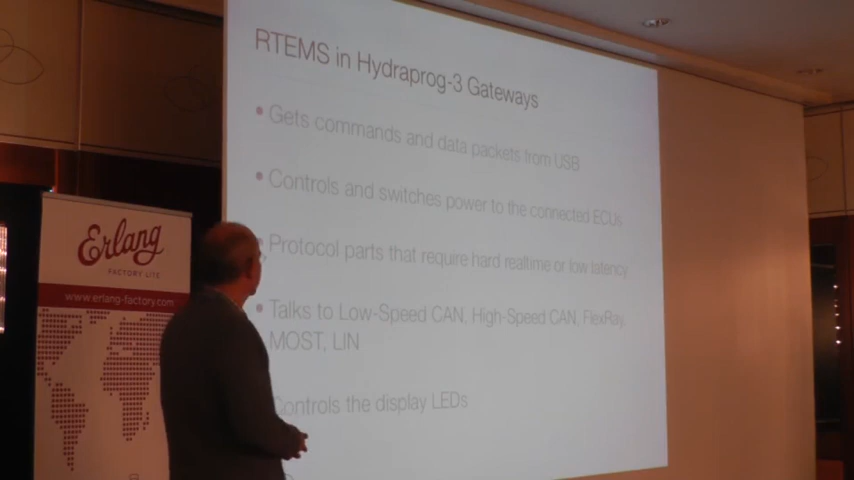 RTEMS in Hydraprog-3 Gateways
Gets commands and data packets from USB
Controls and switches power to the connected ECUs
Protocol parts that require hard realtime or low latency
Talks to Low-Speed CAN, High-Speed CAN, FlexRay,
MOST, LIN
Controls the display LEDs
Erlang
FACTORY LITE
www.erlang-factory.com